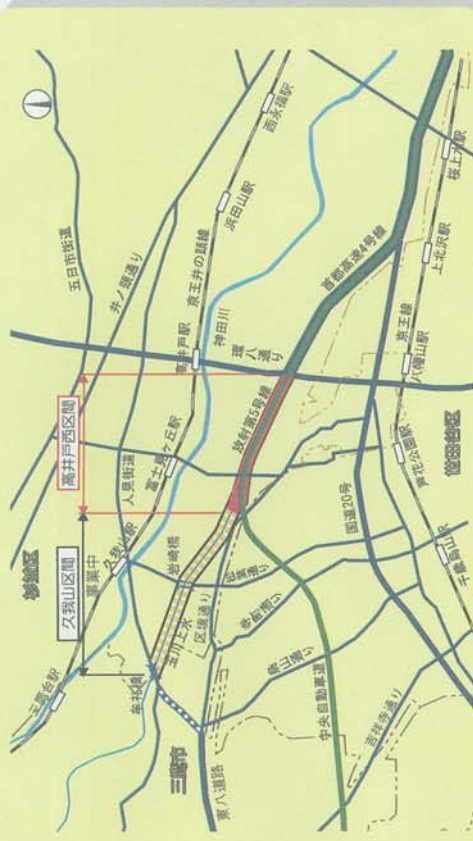 五日市街道
井ノ頭通り
西永福駅
浜田山駅
京王井の頭線
神田川
高井戸駅
環八通り
首都高速4号線
桜上水駅
上北沢駅
京王線
八幡山駅
高井戸西区間
久我山区間
事業中
杉並区
人見街道
富士見ヶ丘駅
久我山駅
岩崎橋
放射第5号線
玉川上水
区境通り
牟礼橋
三鷹台駅
三鷹市
東八道路
烏山通り
中央自動車道
吉祥寺通り
国道20号
芦花公園駅
世田谷区
千歳烏山駅